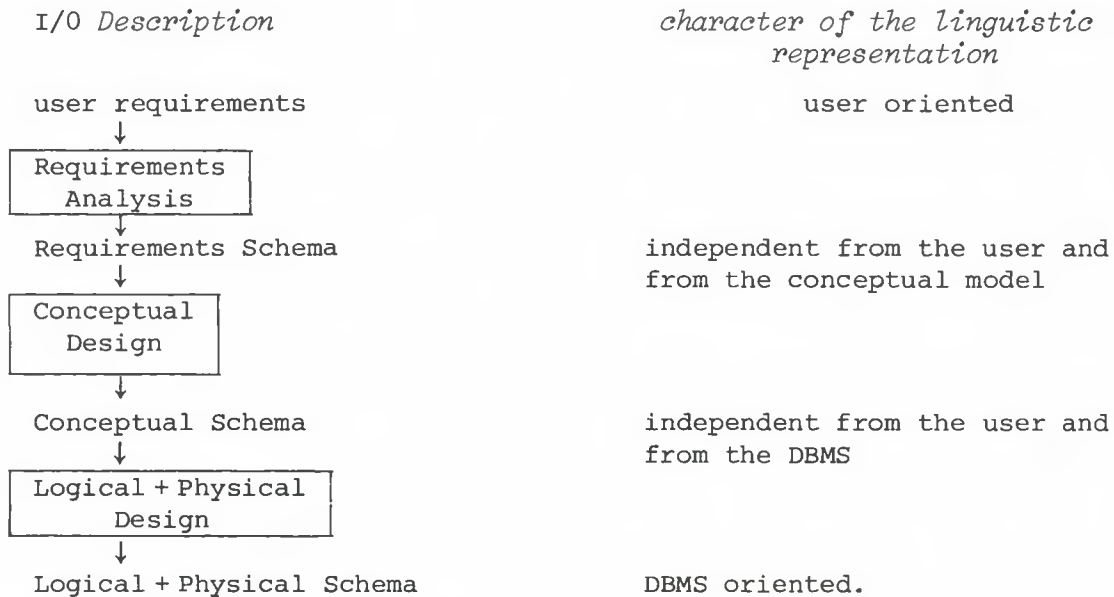 I/O Description
character of the linguistic
representation
user requirements
user oriented
↓
Requirements
Analysis
↓
Requirements Schema
independent from the user and
from the conceptual model
↓
Conceptual
Design
↓
Conceptual Schema
independent from the user and
from the DBMS
↓
Logical + Physical
Design
↓
Logical + Physical Schema
DBMS oriented.